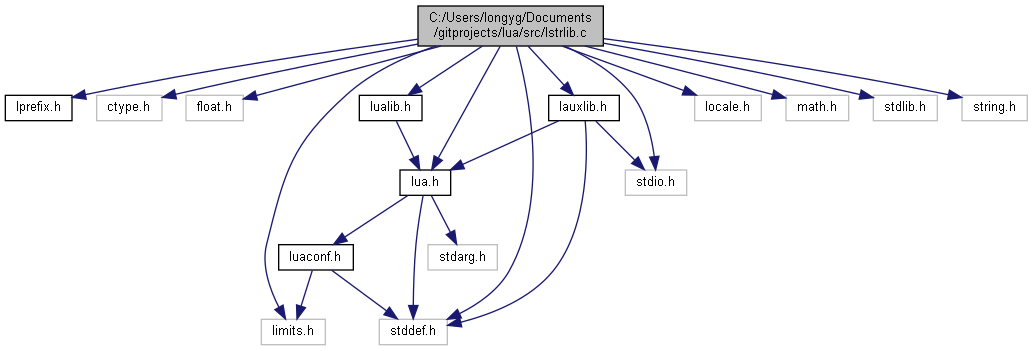 C:/Users/longyg/Documents
/gitprojects/lua/src/lstrlib.c
lprefix.h
ctype.h
float.h
lualib.h
lauxlib.h
locale.h
math.h
stdlib.h
string.h
lua.h
stdio.h
luaconf.h
stdarg.h
limits.h
stddef.h